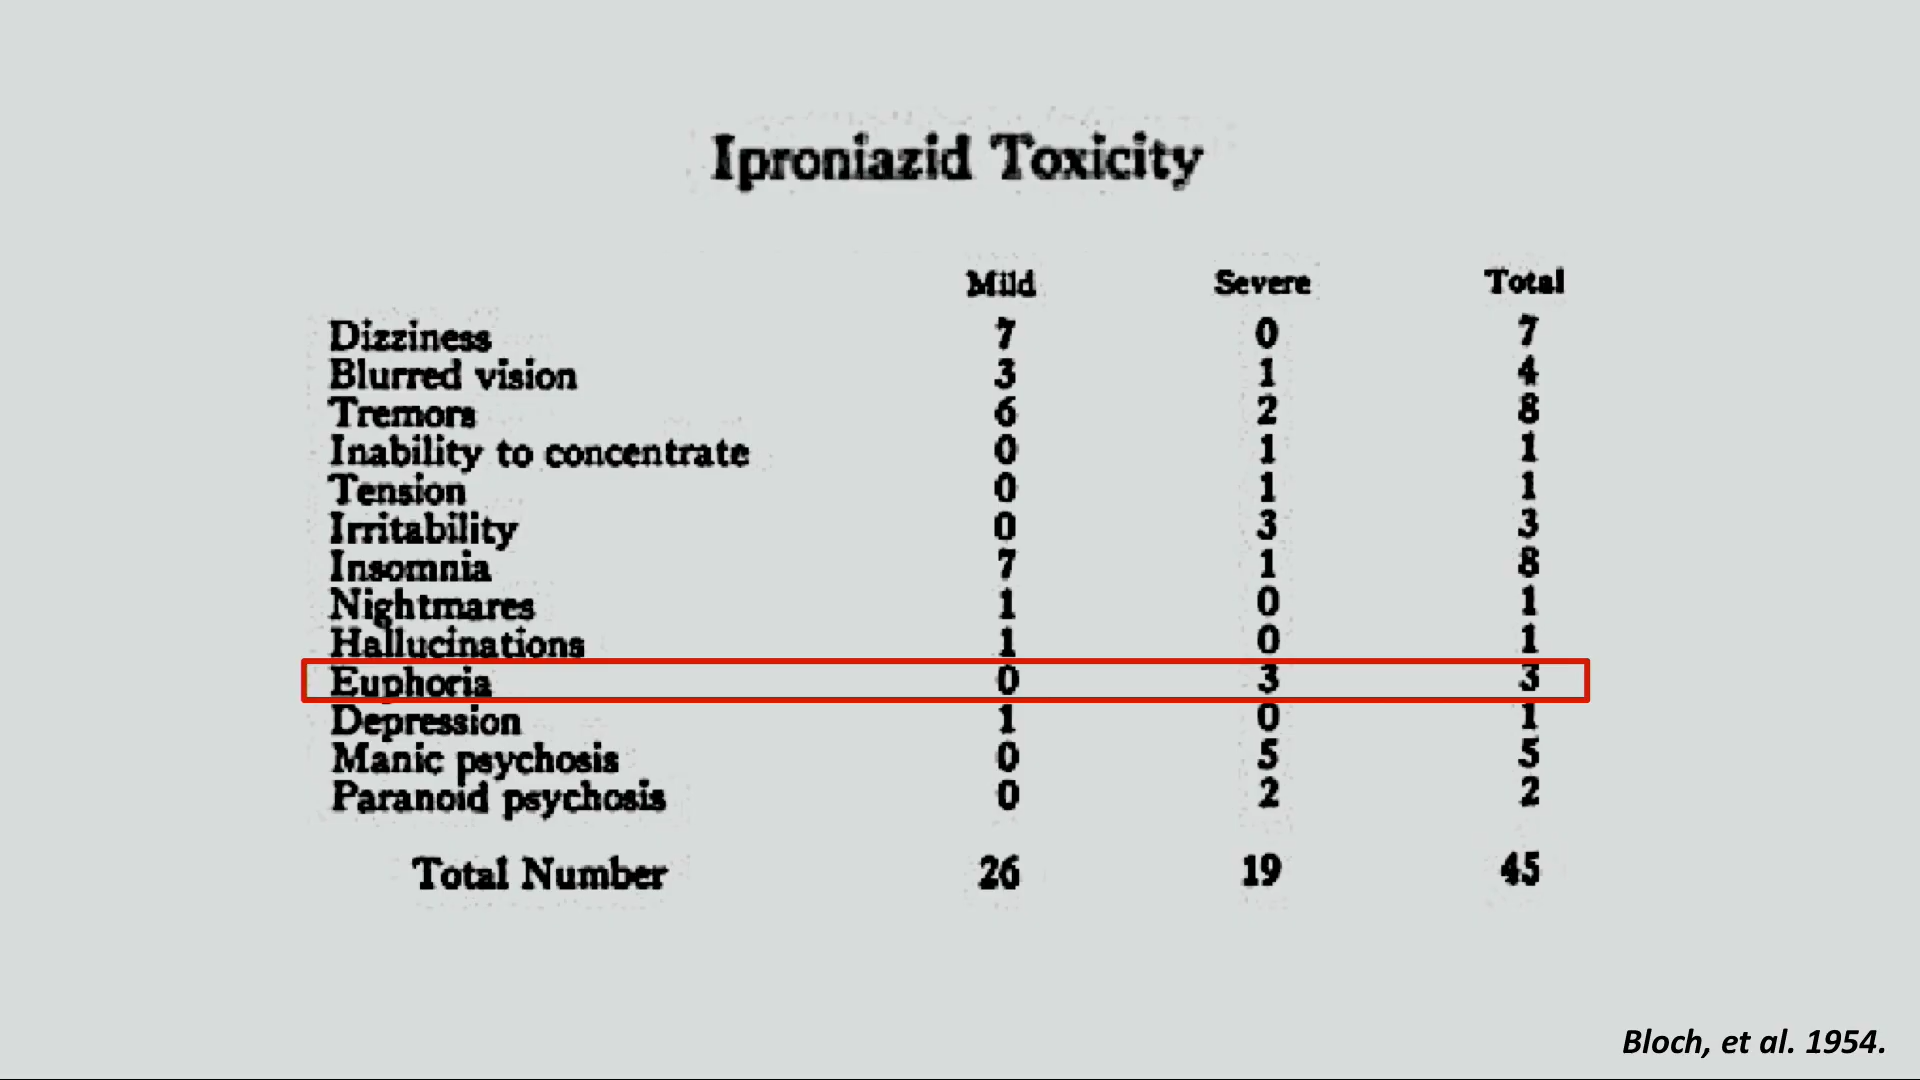 Iproniazid Toxicity
Mild Severe Total
Dizziness 7 0 7
Blurred vision 3 1 4
Tremors 6 2 8
Inability to concentrate 0 1 1
Tension 0 1 1
Irritability 0 3 3
Insomnia 7 1 8
Nightmares 1 0 1
Hallucinations 1 0 1
Euphoria 0 3 3
Depression 1 0 1
Manic psychosis 0 5 5
Paranoid psychosis 0 2 2
Total Number 26 19 45
Bloch, et al. 1954.